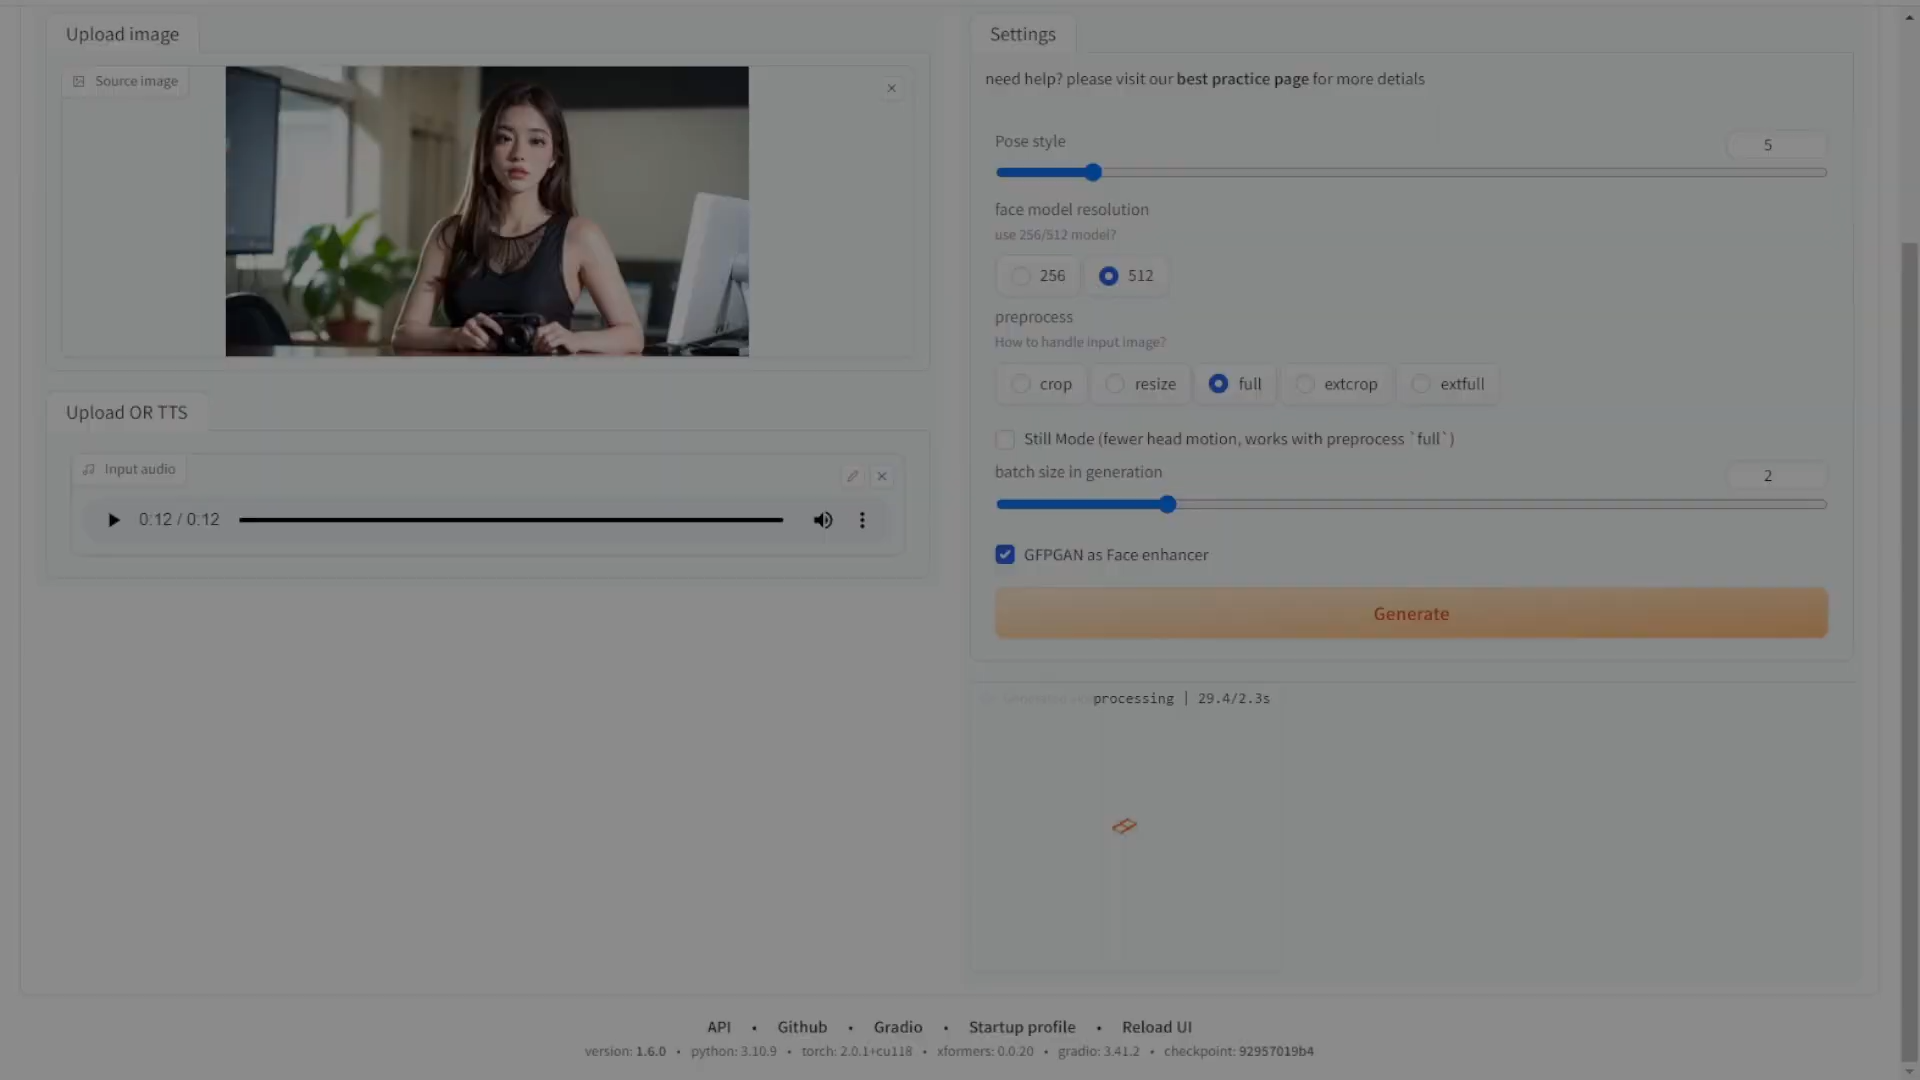 Upload image
Source image
Upload OR TTS
Input audio
0:12 / 0:12
Settings
need help? please visit our best practice page for more detials
Pose style
5
face model resolution
use 256/512 model?
256
512
preprocess
How to handle input image?
crop
resize
full
extcrop
extfull
Still Mode (fewer head motion, works with preprocess `full`)
batch size in generation
2
GFPGAN as Face enhancer
Generate
processing | 29.4/2.3s
API • Github • Gradio • Startup profile • Reload UI
version: 1.6.0 • python: 3.10.9 • torch: 2.0.1+cu118 • xformers: 0.0.20 • gradio: 3.41.2 • checkpoint: 92957019b4